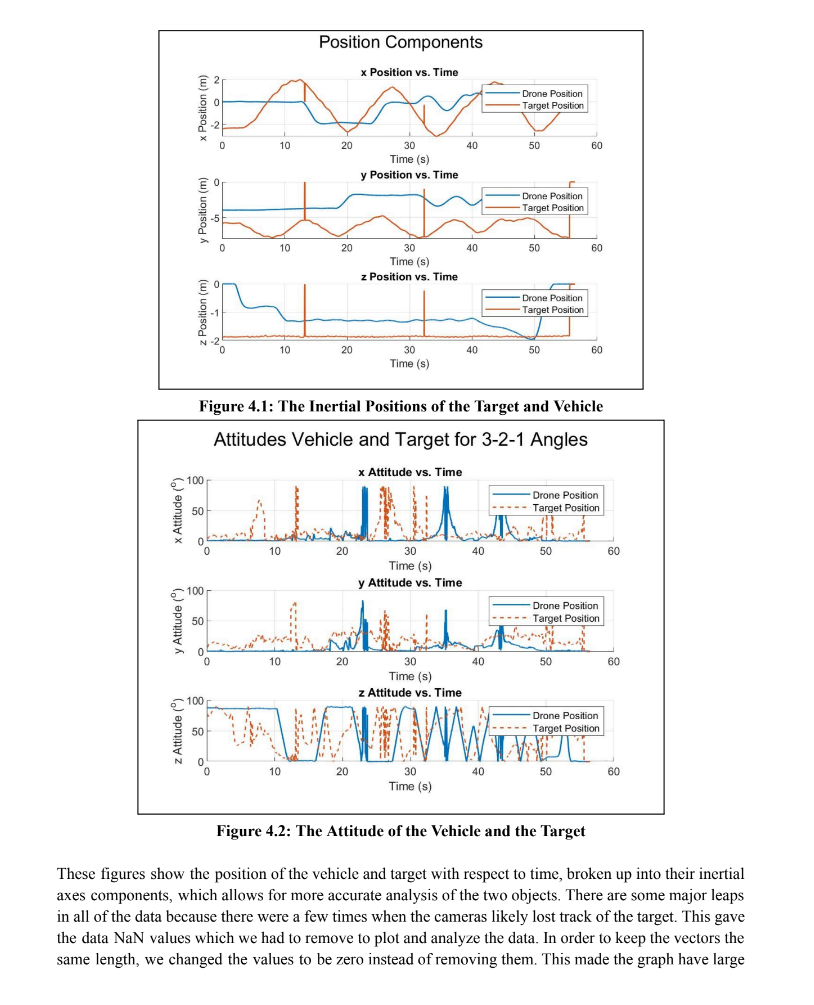 Position Components
x Position vs. Time
x Position (m)
2
0
-2
Drone Position
Target Position
0 10 20 30 40 50 60
Time (s)
y Position vs. Time
y Position (m)
0
-5
Drone Position
Target Position
0 10 20 30 40 50 60
Time (s)
z Position vs. Time
z Position (m)
0
-1
-2
Drone Position
Target Position
0 10 20 30 40 50 60
Time (s)
Figure 4.1: The Inertial Positions of the Target and Vehicle
Attitudes Vehicle and Target for 3-2-1 Angles
x Attitude vs. Time
x Attitude (°)
100
50
0
Drone Position
Target Position
0 10 20 30 40 50 60
Time (s)
y Attitude vs. Time
y Attitude (°)
100
50
0
Drone Position
Target Position
0 10 20 30 40 50 60
Time (s)
z Attitude vs. Time
z Attitude (°)
100
50
0
Drone Position
Target Position
0 10 20 30 40 50 60
Time (s)
Figure 4.2: The Attitude of the Vehicle and the Target
These figures show the position of the vehicle and target with respect to time, broken up into their inertial
axes components, which allows for more accurate analysis of the two objects. There are some major leaps
in all of the data because there were a few times when the cameras likely lost track of the target. This gave
the data NaN values which we had to remove to plot and analyze the data. In order to keep the vectors the
same length, we changed the values to be zero instead of removing them. This made the graph have large